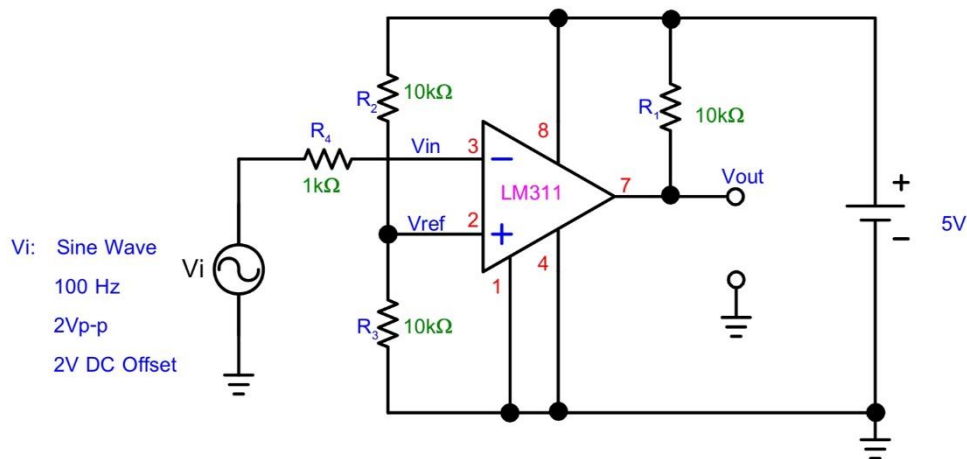 R2
10kΩ
R1
10kΩ
8
R4
1kΩ
Vin
3
−
LM311
7
Vout
+
−
5V
Vref
2
+
1
4
Vi: Sine Wave
100 Hz
2Vp-p
2V DC Offset
Vi
R3
10kΩ